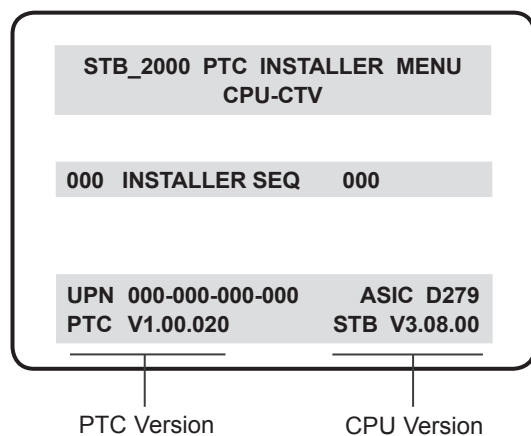 STB_2000 PTC INSTALLER MENU
CPU-CTV
000 INSTALLER SEQ 000
UPN 000-000-000-000 ASIC D279
PTC V1.00.020 STB V3.08.00
PTC Version CPU Version